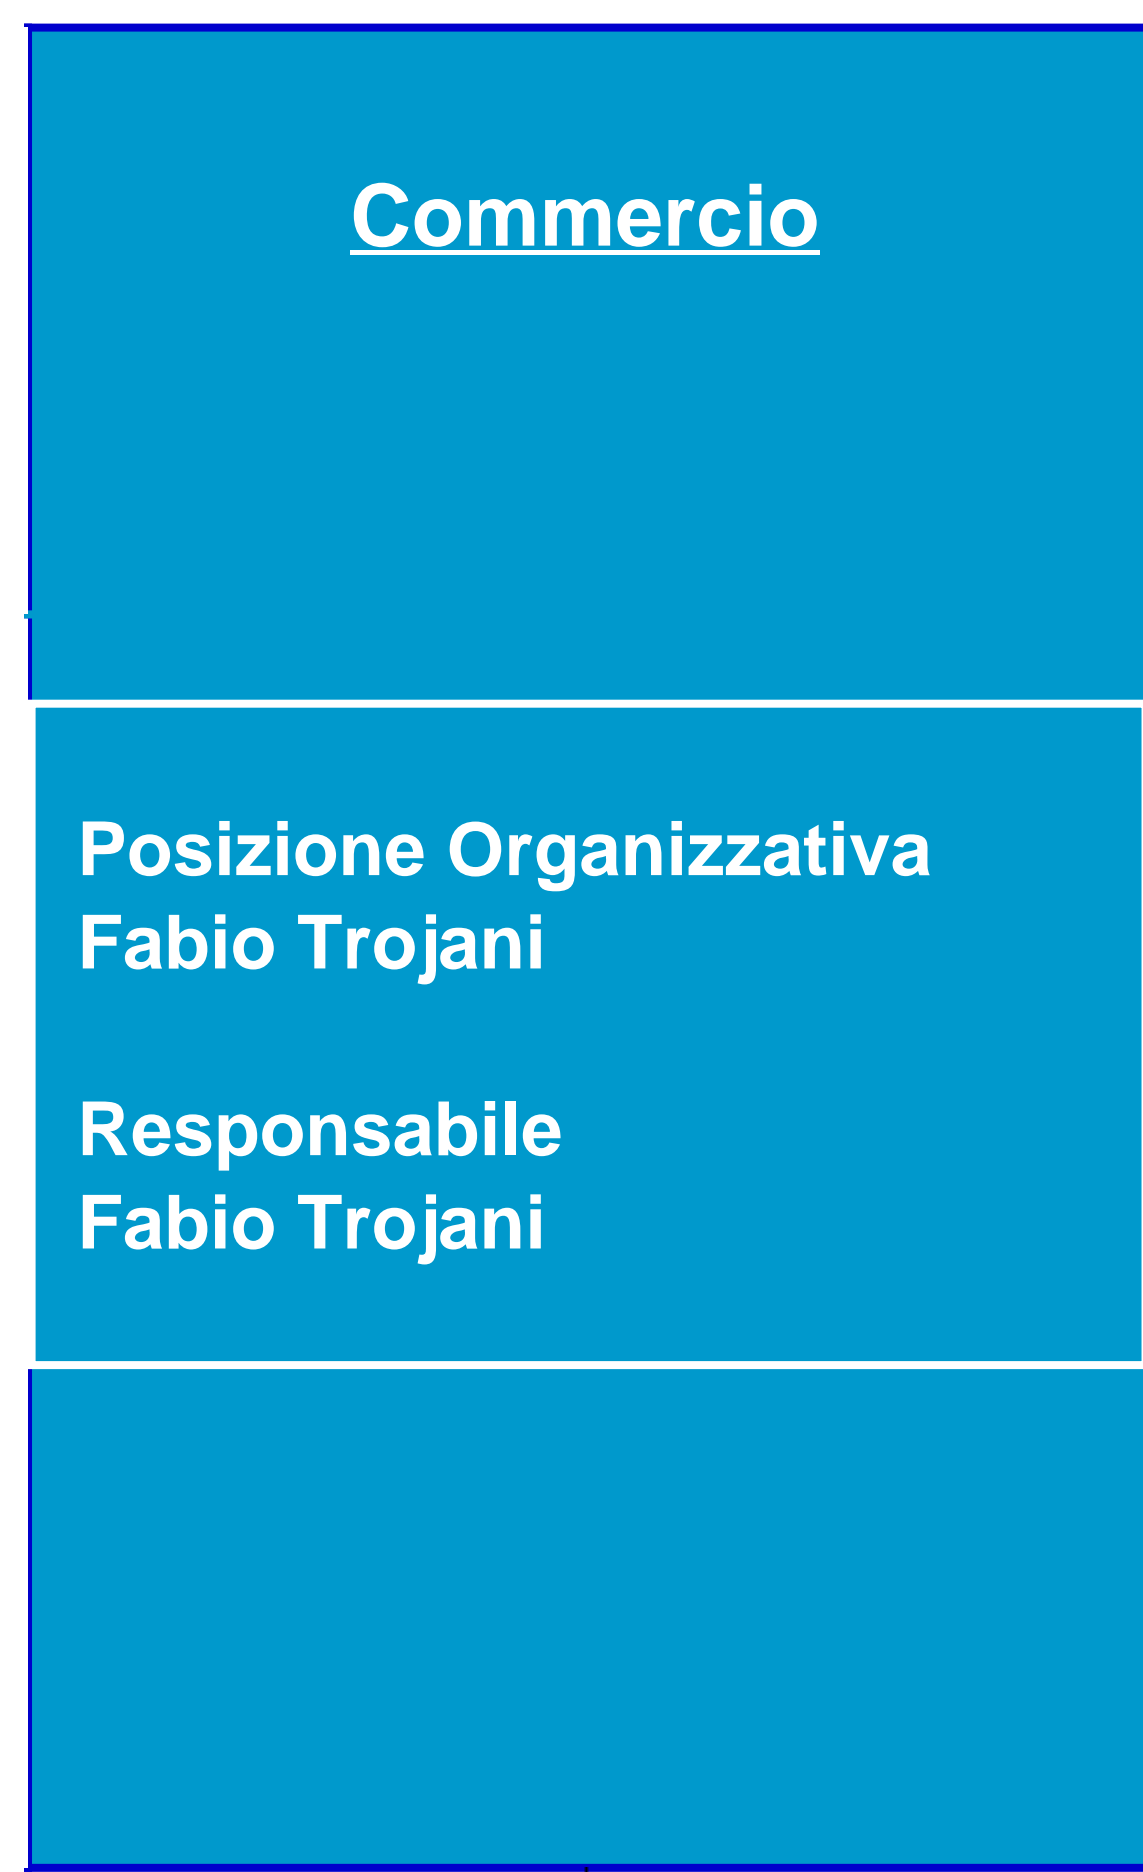 Commercio
Posizione Organizzativa
Fabio Trojani
Responsabile
Fabio Trojani